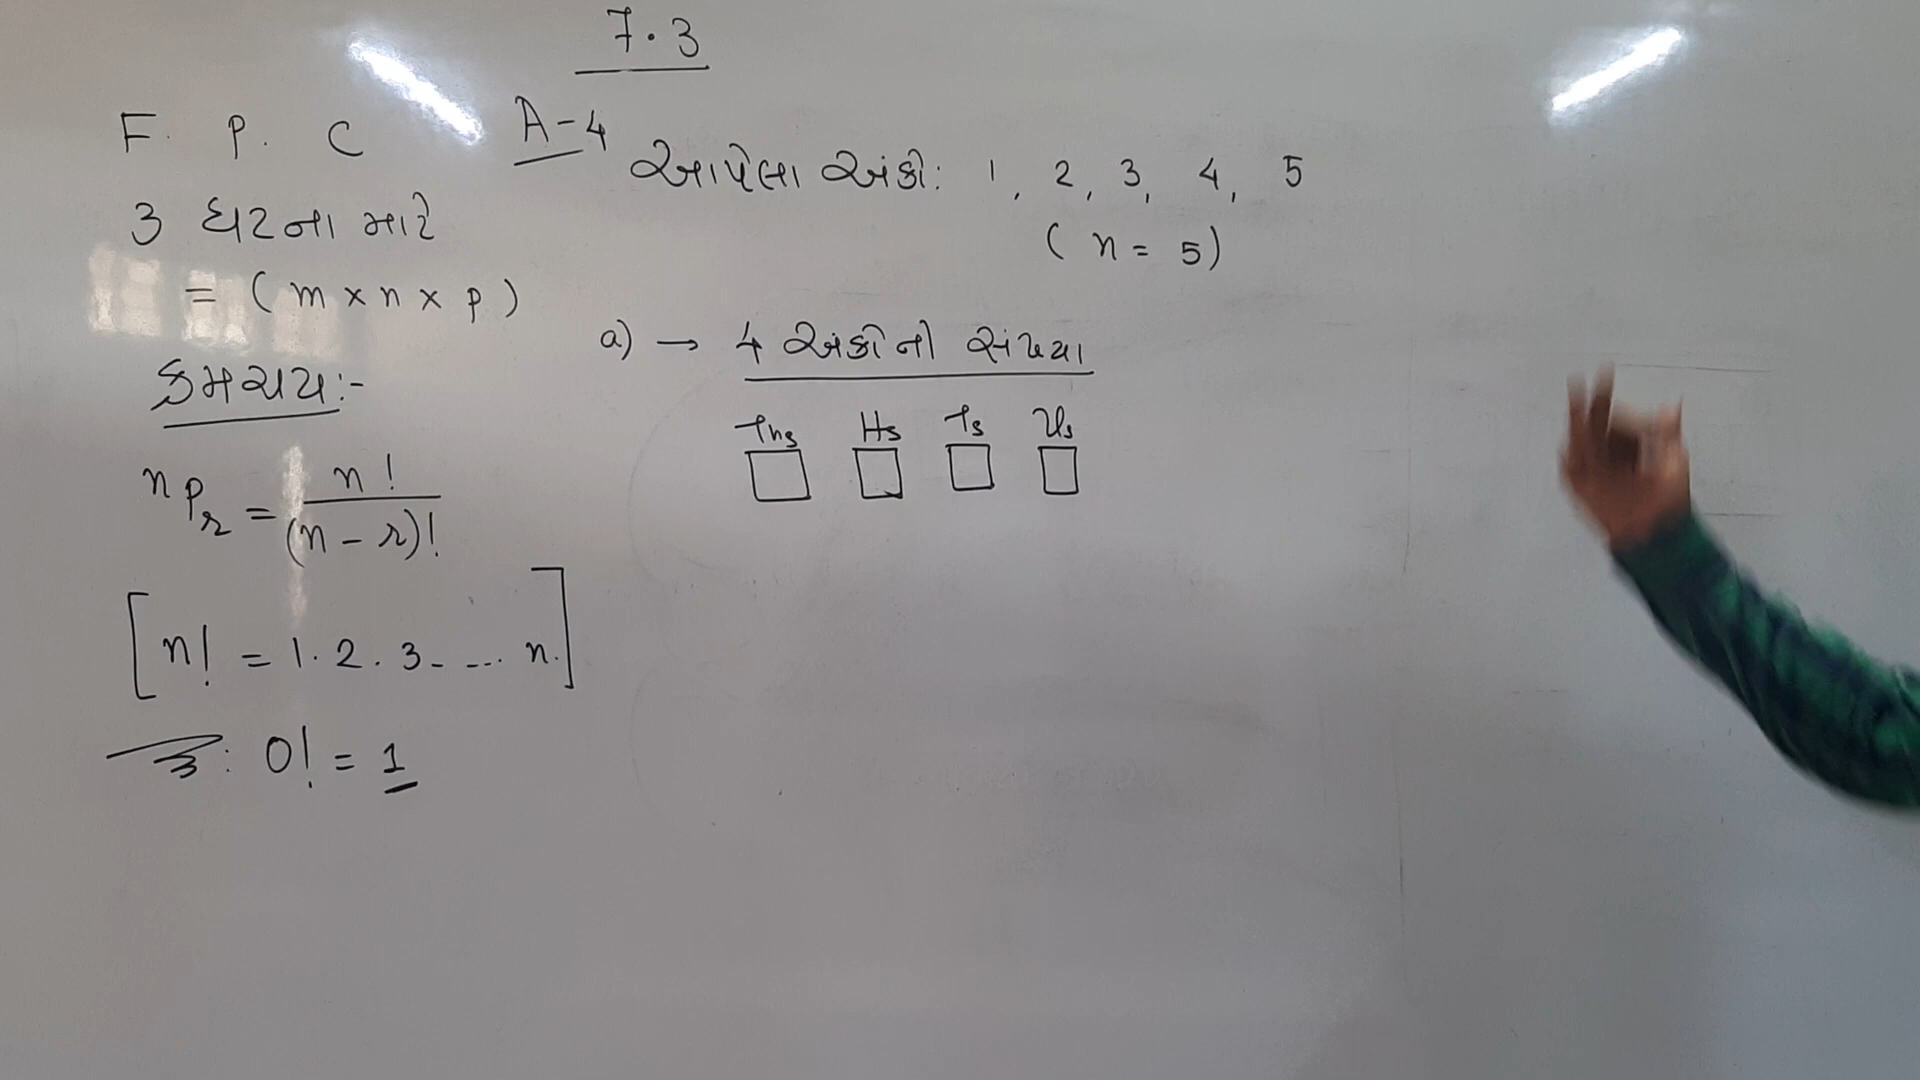 7.3
F. P. C
3 ઘટના માટે
= (m × n × p)
ક્રમચય:-
nPr = n! / (n - r)!
[n! = 1. 2. 3- --- n.]
0! = 1
A-4
આપેલા અંકો: 1, 2, 3, 4, 5
(n = 5)
a) → 4 અંકોની સંખ્યા
Ths Hs Ts Us